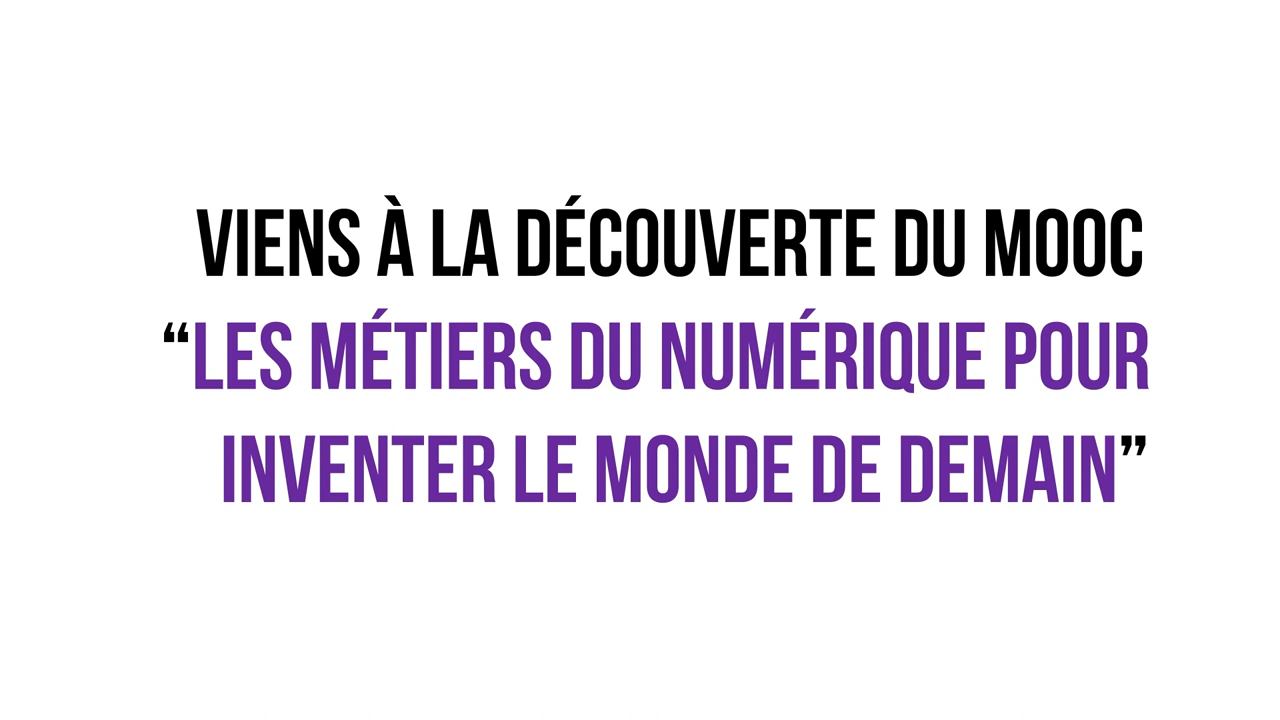 VIENS À LA DÉCOUVERTE DU MOOC
“LES MÉTIERS DU NUMÉRIQUE POUR
INVENTER LE MONDE DE DEMAIN”